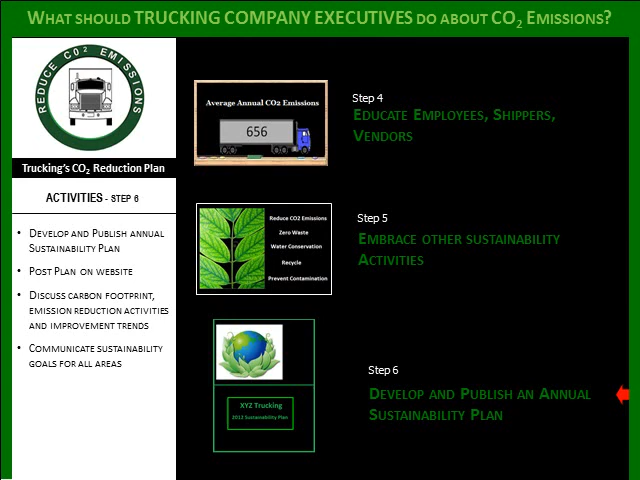 What should TRUCKING COMPANY EXECUTIVES do about CO2 Emissions?
REDUCE CO2 EMISSIONS
Trucking's CO2 Reduction Plan
ACTIVITIES - STEP 6
• Develop and Publish annual
Sustainability Plan
• Post Plan on website
• Discuss carbon footprint,
emission reduction activities
and improvement trends
• Communicate sustainability
goals for all areas
Average Annual CO2 Emissions
656
Step 4
Educate Employees, Shippers,
Vendors
Reduce CO2 Emissions
Zero Waste
Water Conservation
Recycle
Prevent Contamination
Step 5
Embrace other sustainability
Activities
XYZ Trucking
2013 Sustainability Plan
Step 6
Develop and Publish an Annual
Sustainability Plan